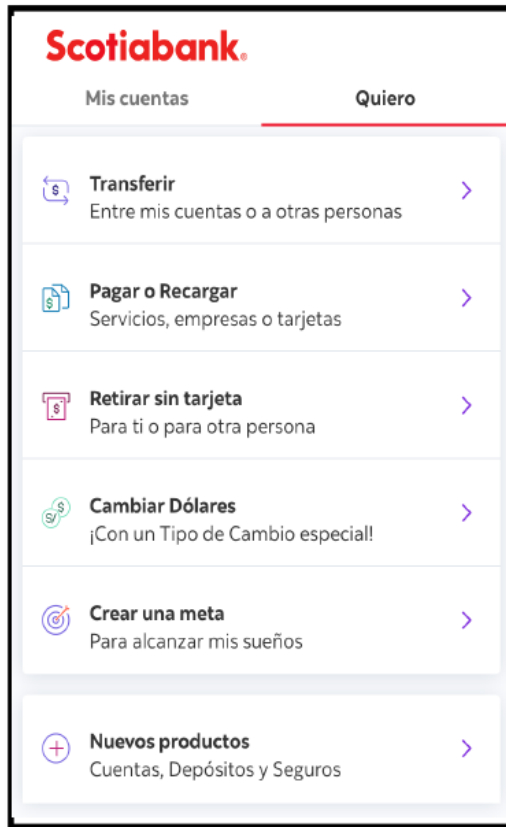 Scotiabank®
Mis cuentas
Quiero
$
Transferir
Entre mis cuentas o a otras personas
$
Pagar o Recargar
Servicios, empresas o tarjetas
$
Retirar sin tarjeta
Para ti o para otra persona
S/ $
Cambiar Dólares
¡Con un Tipo de Cambio especial!
Crear una meta
Para alcanzar mis sueños
Nuevos productos
Cuentas, Depósitos y Seguros